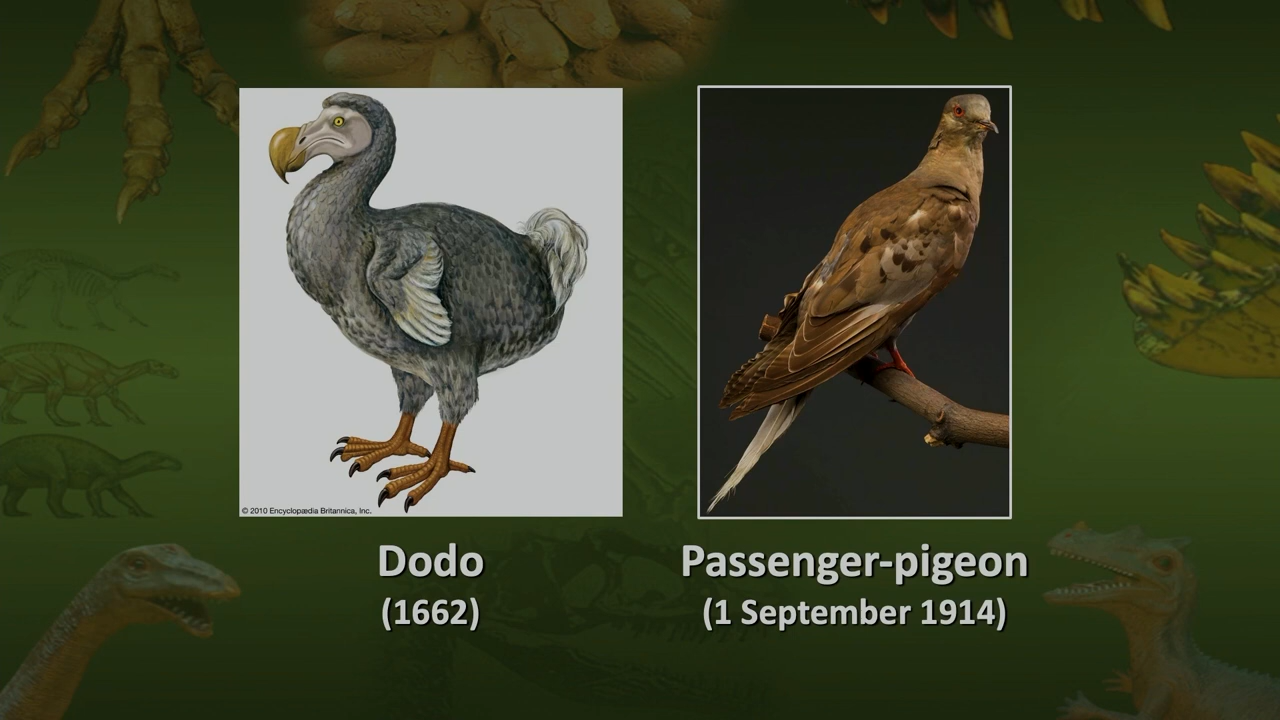 © 2010 Encyclopædia Britannica, Inc.
Dodo
(1662)
Passenger-pigeon
(1 September 1914)